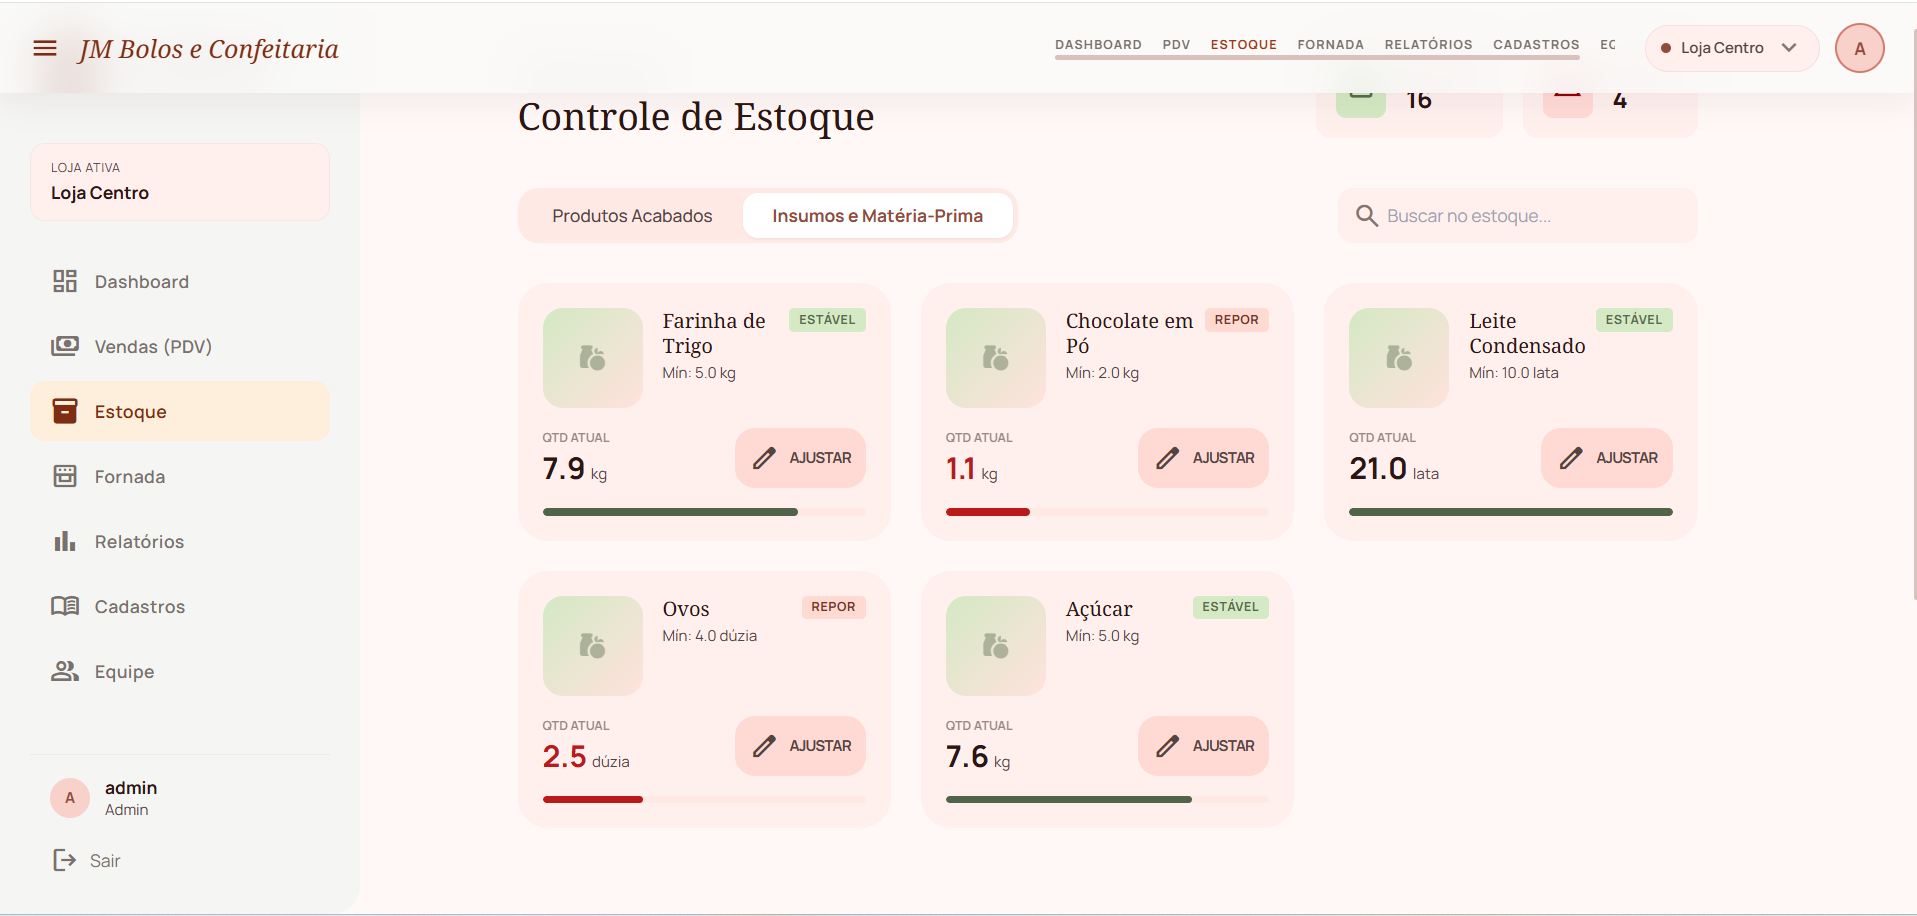 JM Bolos e Confeitaria
DASHBOARD PDV ESTOQUE FORNADA RELATÓRIOS CADASTROS
Loja Centro
A
LOJA ATIVA
Loja Centro
Dashboard
Vendas (PDV)
Estoque
Fornada
Relatórios
Cadastros
Equipe
A
admin
Admin
Sair
Controle de Estoque
16
4
Produtos Acabados
Insumos e Matéria-Prima
Buscar no estoque...
Farinha de
Trigo
ESTÁVEL
Mín: 5.0 kg
QTD ATUAL
7.9 kg
AJUSTAR
Chocolate em
Pó
REPOR
Mín: 2.0 kg
QTD ATUAL
1.1 kg
AJUSTAR
Leite
Condensado
ESTÁVEL
Mín: 10.0 lata
QTD ATUAL
21.0 lata
AJUSTAR
Ovos
REPOR
Mín: 4.0 dúzia
QTD ATUAL
2.5 dúzia
AJUSTAR
Açúcar
ESTÁVEL
Mín: 5.0 kg
QTD ATUAL
7.6 kg
AJUSTAR